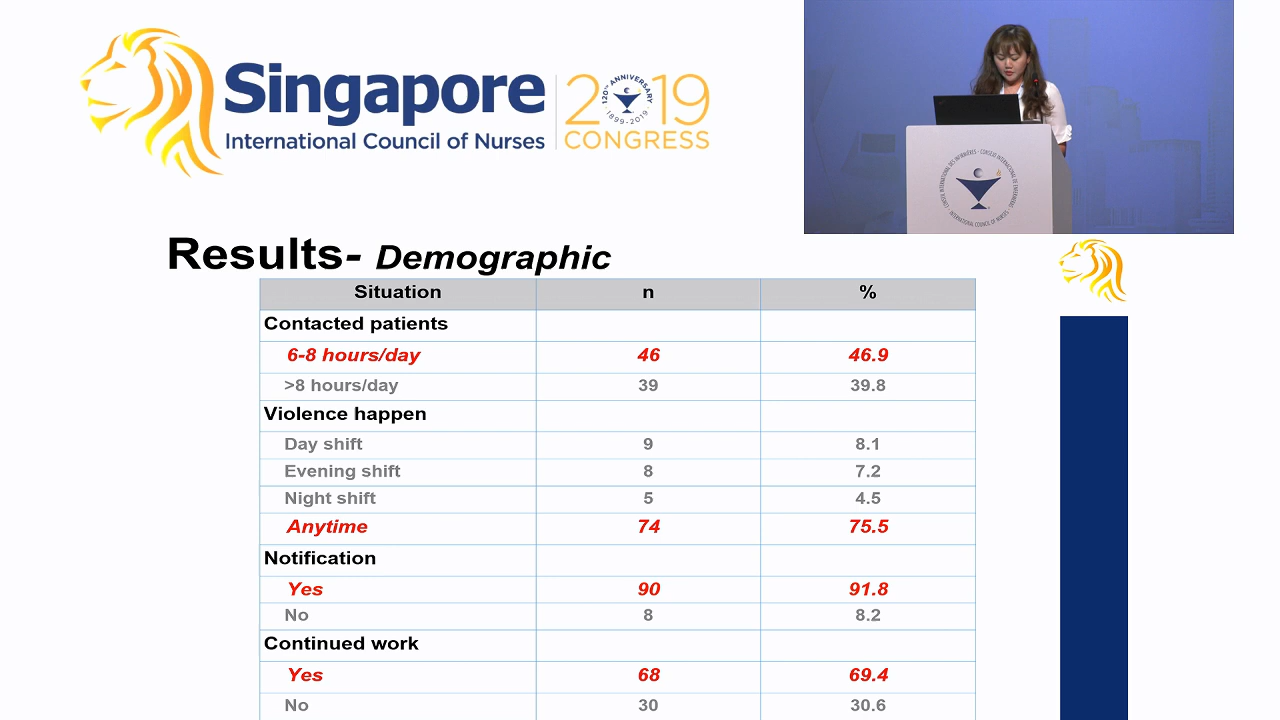 Singapore
International Council of Nurses
2019
CONGRESS
120TH ANNIVERSARY
1899-2019
Results- Demographic
Situation n %
Contacted patients
6-8 hours/day 46 46.9
>8 hours/day 39 39.8
Violence happen
Day shift 9 8.1
Evening shift 8 7.2
Night shift 5 4.5
Anytime 74 75.5
Notification
Yes 90 91.8
No 8 8.2
Continued work
Yes 68 69.4
No 30 30.6